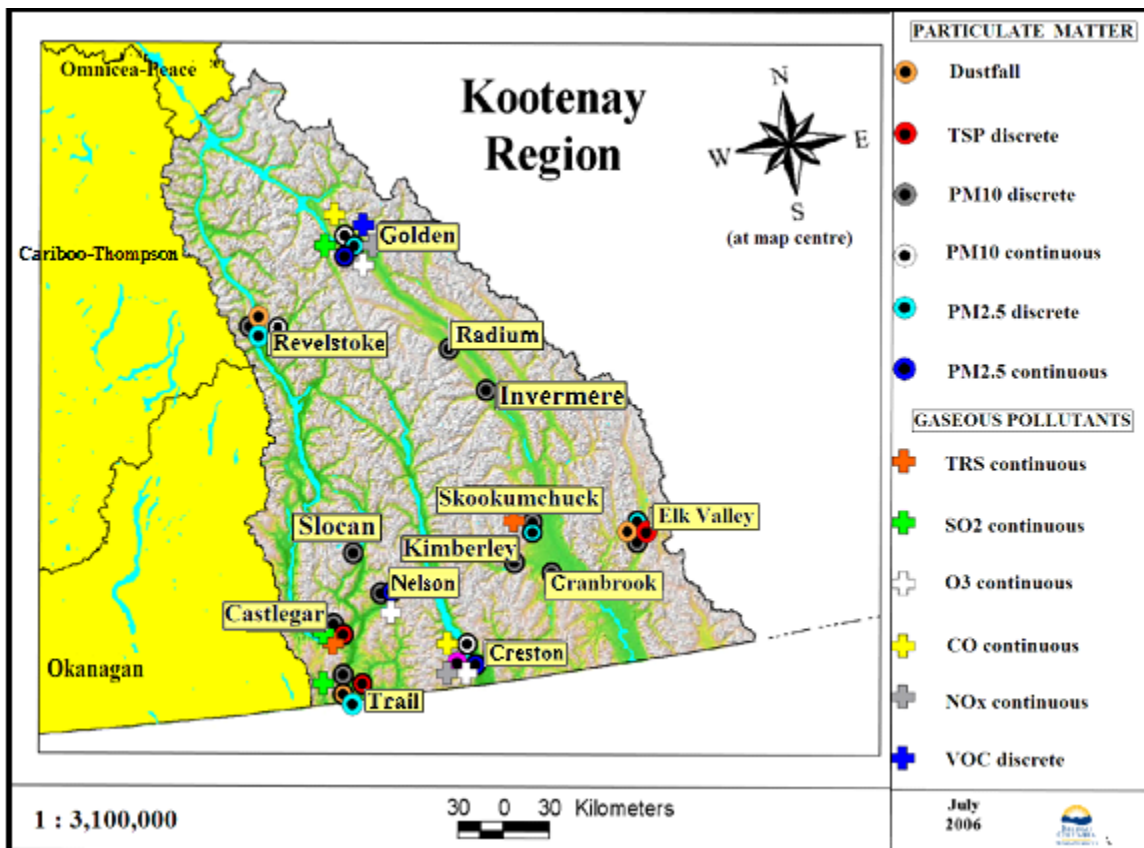 Omnicea-Peace
Kootenay
Region
N
W
E
S
(at map centre)
Cariboo-Thompson
Golden
Revelstoke
Radium
Invermere
Skookumchuck
Elk Valley
Slocan
Kimberley
Cranbrook
Nelson
Castlegar
Creston
Okanagan
Trail
1 : 3,100,000
30 0 30 Kilometers
PARTICULATE MATTER
Dustfall
TSP discrete
PM10 discrete
PM10 continuous
PM2.5 discrete
PM2.5 continuous
GASEOUS POLLUTANTS
TRS continuous
SO2 continuous
O3 continuous
CO continuous
NOx continuous
VOC discrete
July
2006